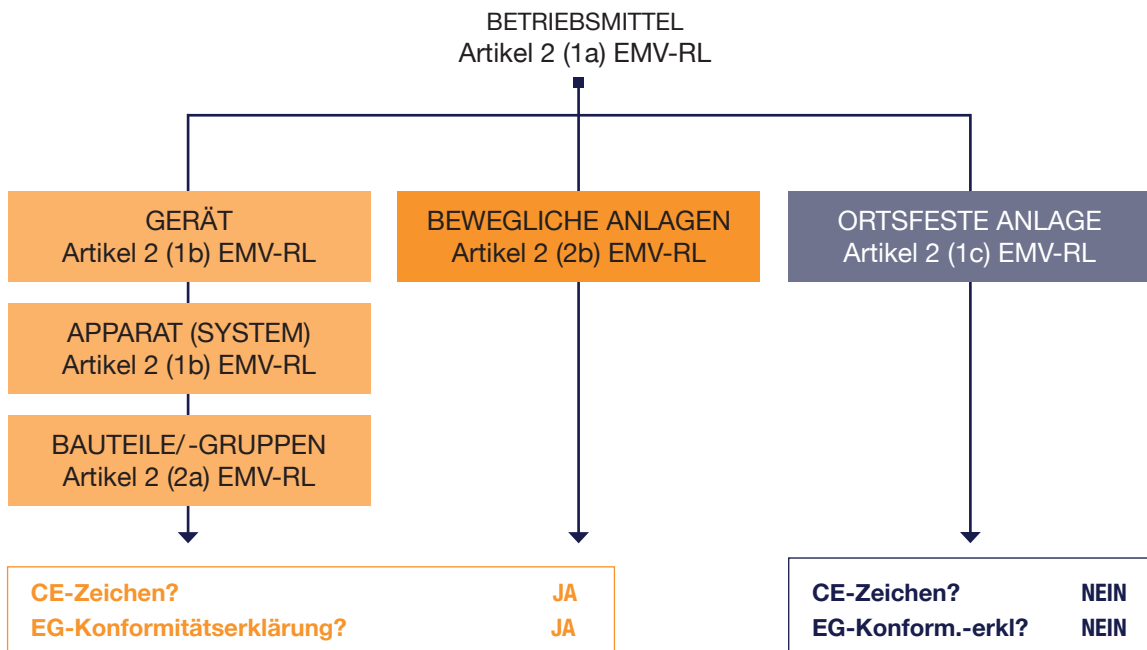 BETRIEBSMITTEL
Artikel 2 (1a) EMV-RL
GERÄT
Artikel 2 (1b) EMV-RL
APPARAT (SYSTEM)
Artikel 2 (1b) EMV-RL
BAUTEILE/-GRUPPEN
Artikel 2 (2a) EMV-RL
BEWEGLICHE ANLAGEN
Artikel 2 (2b) EMV-RL
ORTSFESTE ANLAGE
Artikel 2 (1c) EMV-RL
CE-Zeichen? JA
EG-Konformitätserklärung? JA
CE-Zeichen? NEIN
EG-Konform.-erkl? NEIN